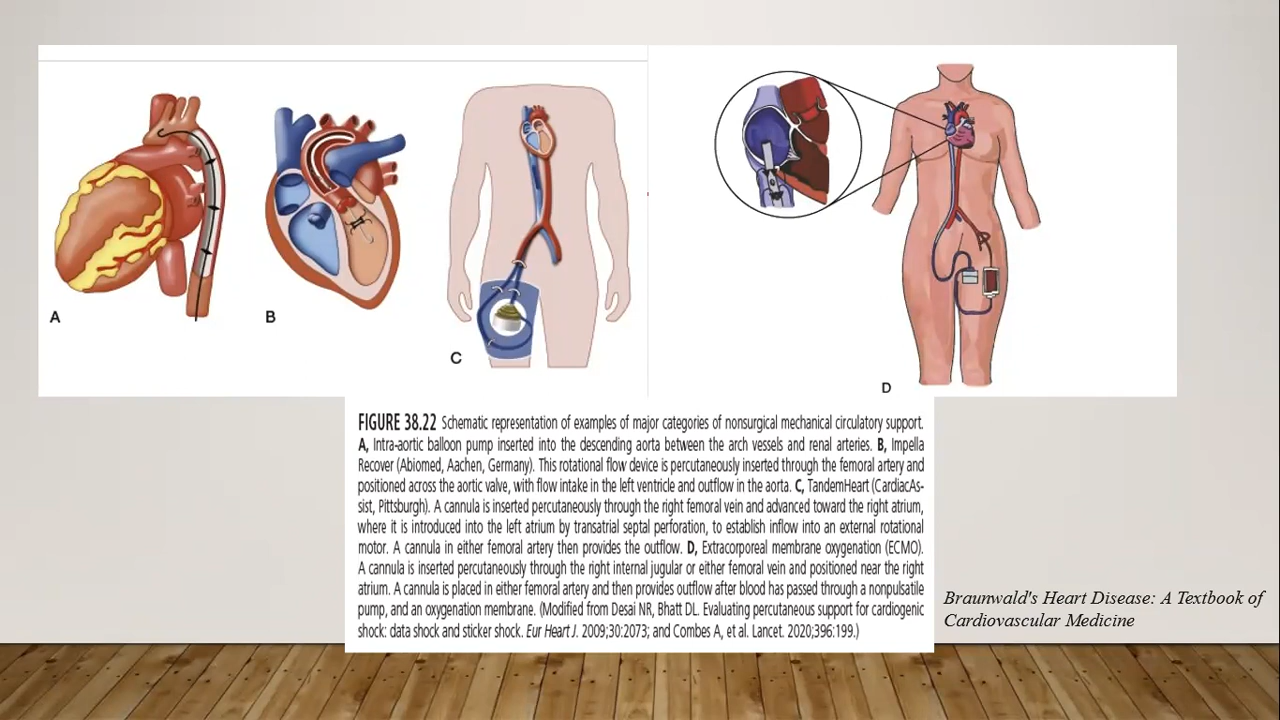 A
B
C
D
FIGURE 38.22 Schematic representation of examples of major categories of nonsurgical mechanical circulatory support.
A, Intra-aortic balloon pump inserted into the descending aorta between the arch vessels and renal arteries. B, Impella
Recover (Abiomed, Aachen, Germany). This rotational flow device is percutaneously inserted through the femoral artery and
positioned across the aortic valve, with flow intake in the left ventricle and outflow in the aorta. C, TandemHeart (CardiacAs-
sist, Pittsburgh). A cannula is inserted percutaneously through the right femoral vein and advanced toward the right atrium,
where it is introduced into the left atrium by transatrial septal perforation, to establish inflow into an external rotational
motor. A cannula in either femoral artery then provides the outflow. D, Extracorporeal membrane oxygenation (ECMO).
A cannula is inserted percutaneously through the right internal jugular or either femoral vein and positioned near the right
atrium. A cannula is placed in either femoral artery and then provides outflow after blood has passed through a nonpulsatile
pump, and an oxygenation membrane. (Modified from Desai NR, Bhatt DL. Evaluating percutaneous support for cardiogenic
shock: data shock and sticker shock. Eur Heart J. 2009;30:2073; and Combes A, et al. Lancet. 2020;396:199.)
Braunwald's Heart Disease: A Textbook of
Cardiovascular Medicine